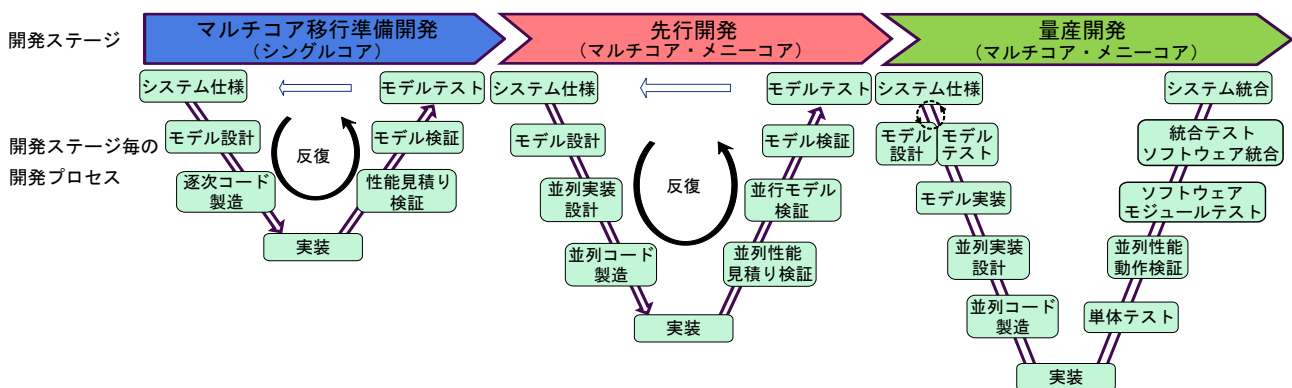 開発ステージ
マルチコア移行準備開発
(シングルコア)
先行開発
(マルチコア・メニーコア)
量産開発
(マルチコア・メニーコア)
開発ステージ毎の
開発プロセス
システム仕様
モデル設計
逐次コード
製造
実装
性能見積り
検証
モデル検証
モデルテスト
反復
システム仕様
モデル設計
並列実装
設計
並列コード
製造
実装
並列性能
見積り検証
並行モデル
検証
モデル検証
モデルテスト
反復
システム仕様
モデル
設計
モデル
テスト
モデル実装
並列実装
設計
並列コード
製造
実装
単体テスト
並列性能
動作検証
ソフトウェア
モジュールテスト
統合テスト
ソフトウェア統合
システム統合